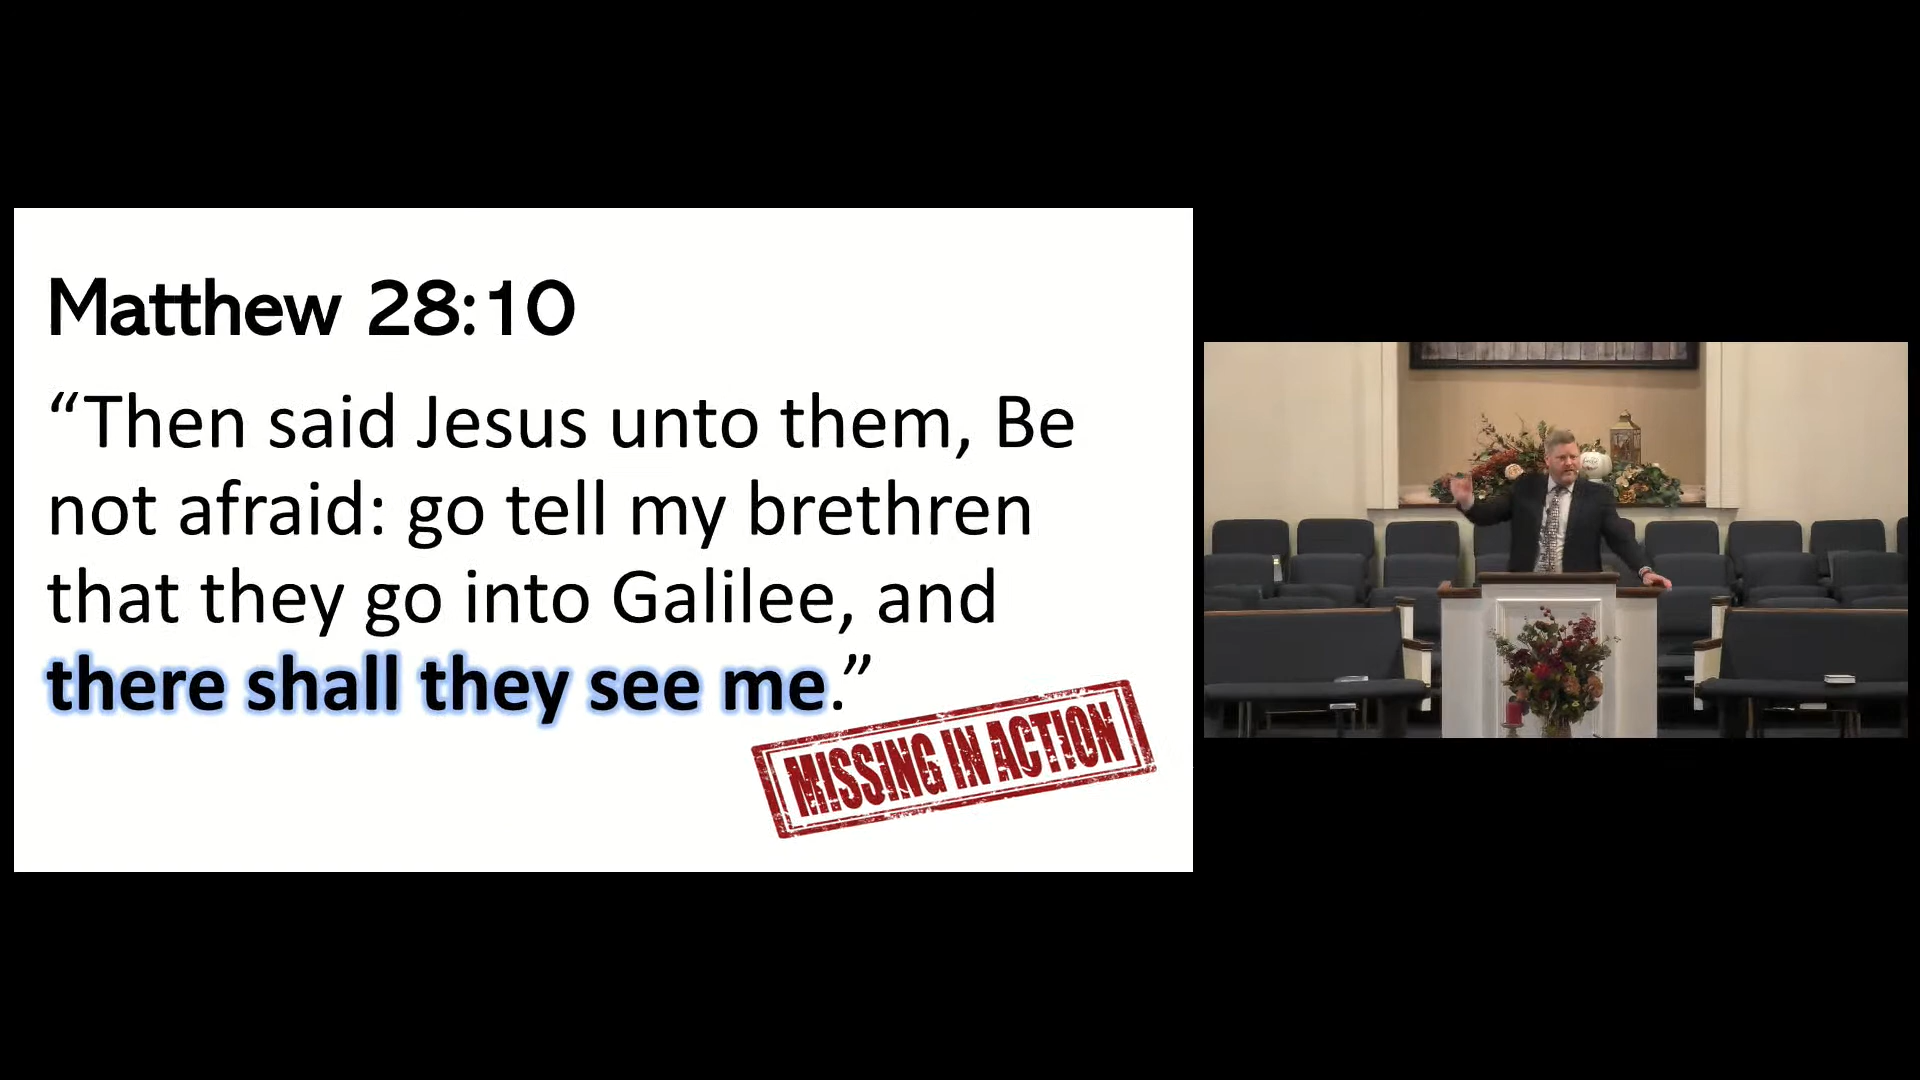 Matthew 28:10
“Then said Jesus unto them, Be
not afraid: go tell my brethren
that they go into Galilee, and
there shall they see me.”
MISSING IN ACTION